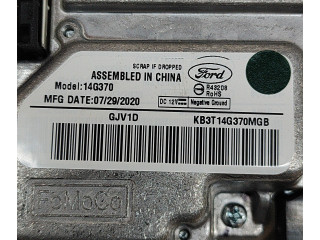 SCRAP IF DROPPED
ASSEMBLED IN CHINA
Ford
Model:14G370
R43208
RoHS
MFG DATE:07/29/2020
DC 12V
Negative Ground
GJV1D
KB3T14G370MGB
FoMoCo